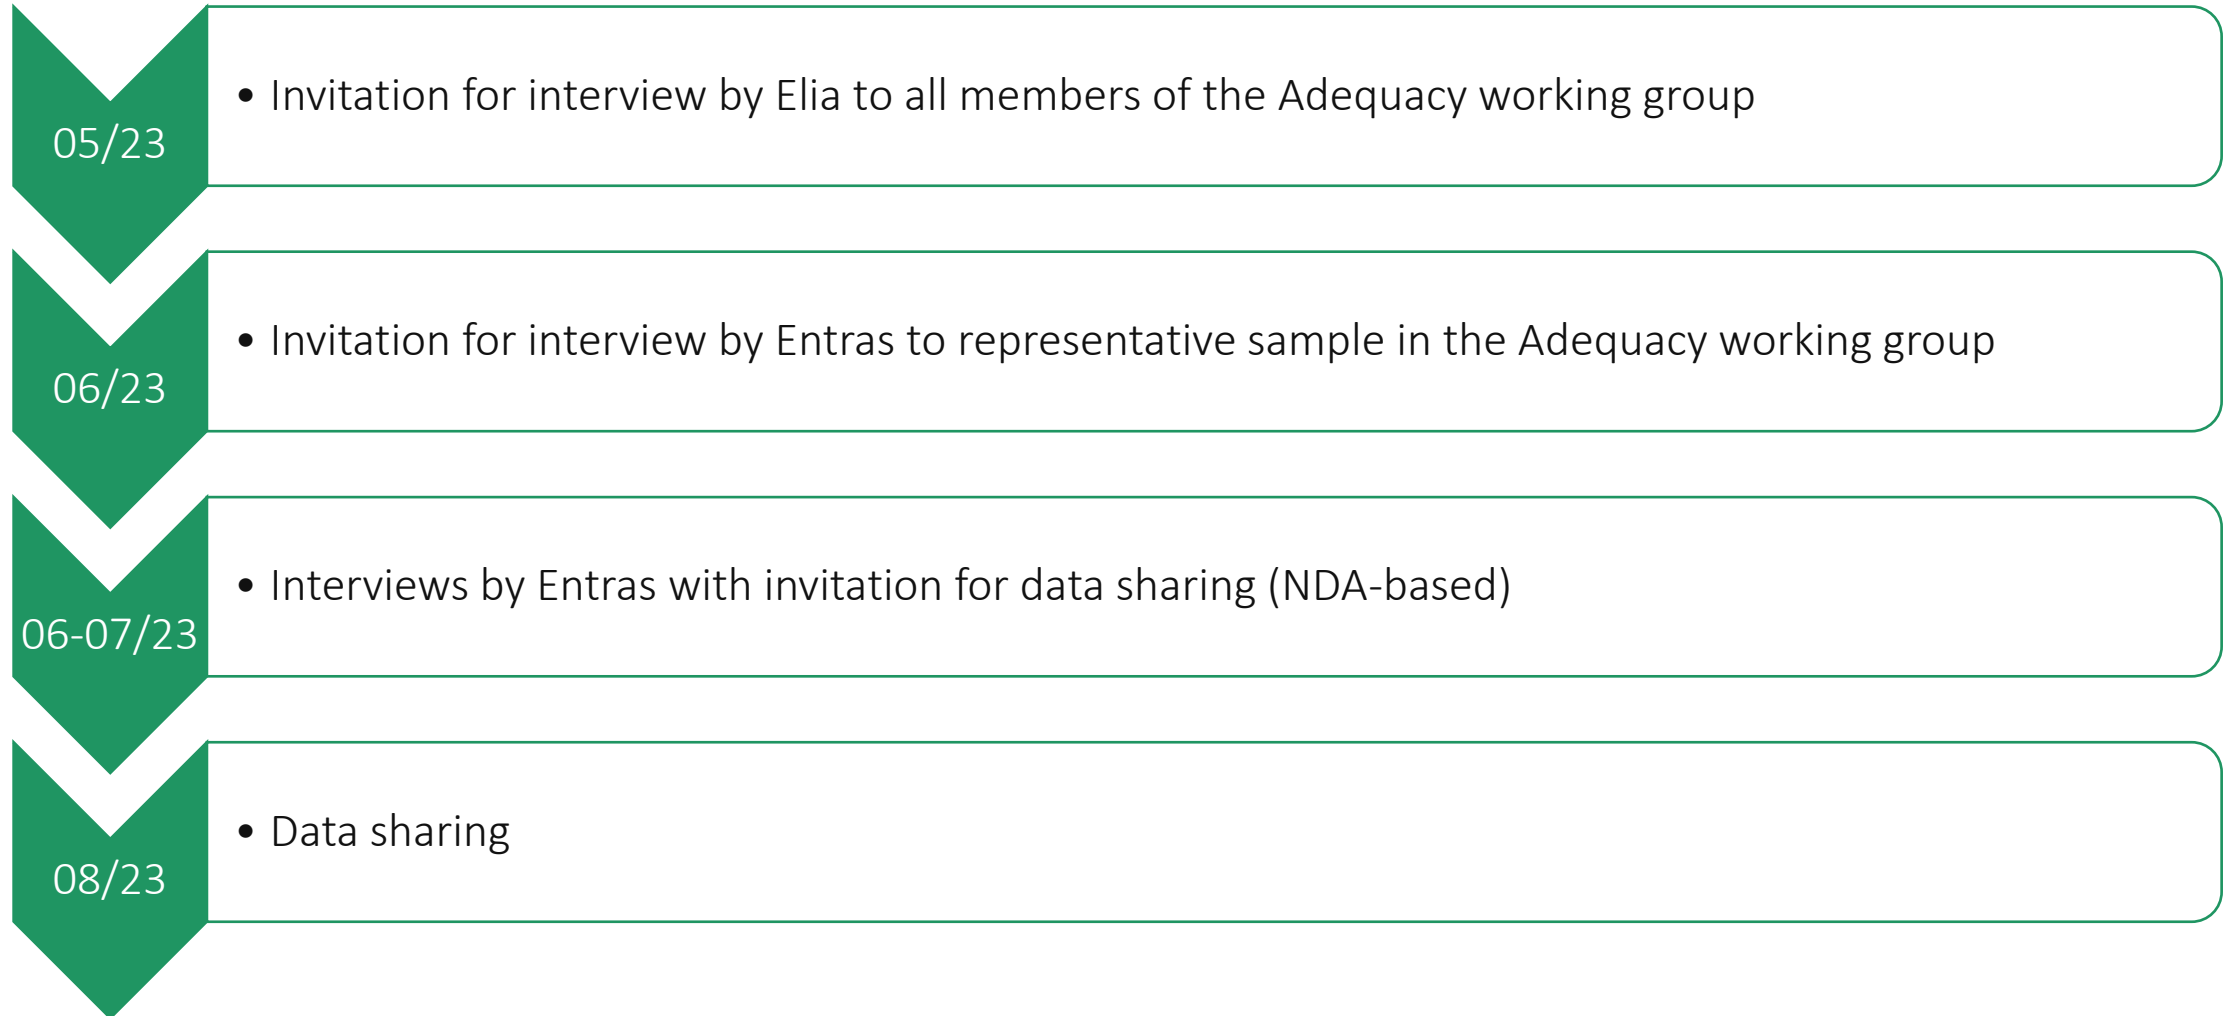 05/23
• Invitation for interview by Elia to all members of the Adequacy working group
06/23
• Invitation for interview by Entras to representative sample in the Adequacy working group
06-07/23
• Interviews by Entras with invitation for data sharing (NDA-based)
08/23
• Data sharing